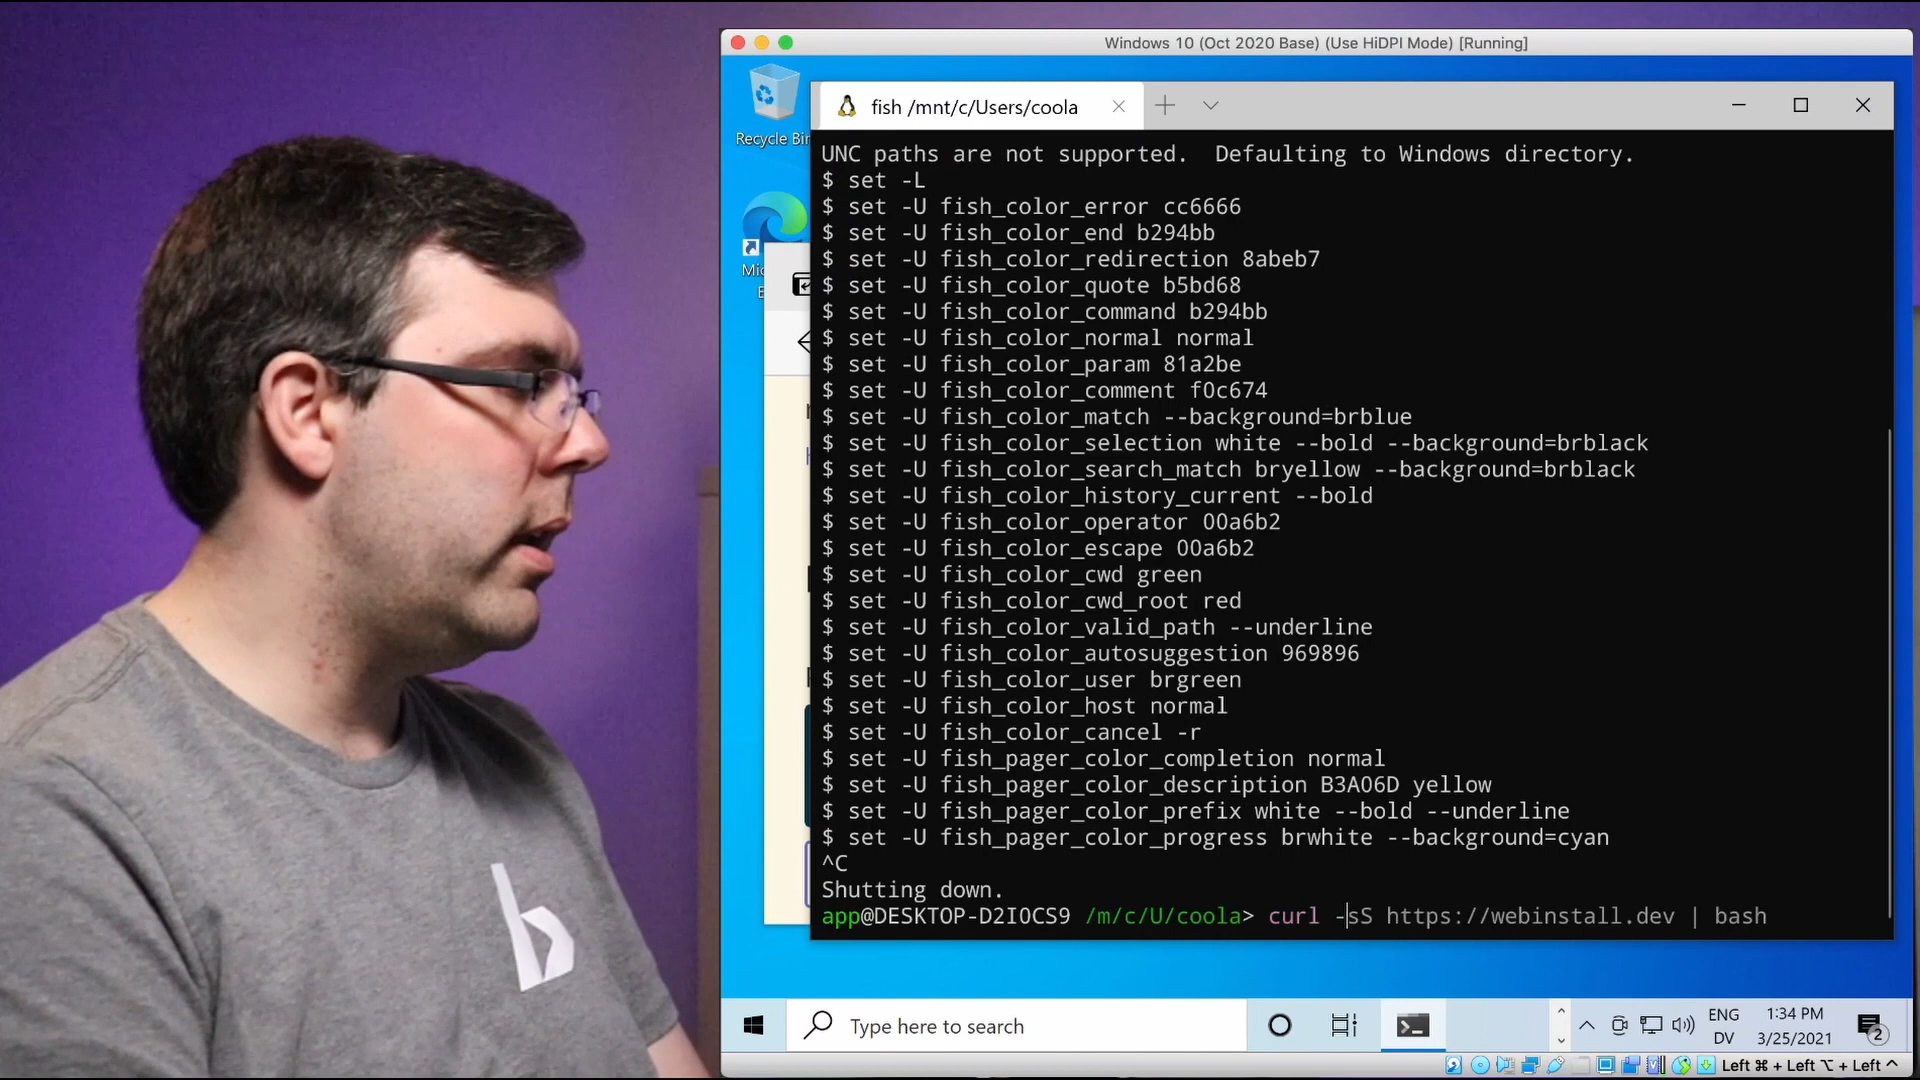 Windows 10 (Oct 2020 Base) (Use HiDPI Mode) [Running]
Recycle Bin
fish /mnt/c/Users/coola
UNC paths are not supported.  Defaulting to Windows directory.
$ set -L
$ set -U fish_color_error cc6666
$ set -U fish_color_end b294bb
$ set -U fish_color_redirection 8abeb7
$ set -U fish_color_quote b5bd68
$ set -U fish_color_command b294bb
$ set -U fish_color_normal normal
$ set -U fish_color_param 81a2be
$ set -U fish_color_comment f0c674
$ set -U fish_color_match --background=brblue
$ set -U fish_color_selection white --bold --background=brblack
$ set -U fish_color_search_match bryellow --background=brblack
$ set -U fish_color_history_current --bold
$ set -U fish_color_operator 00a6b2
$ set -U fish_color_escape 00a6b2
$ set -U fish_color_cwd green
$ set -U fish_color_cwd_root red
$ set -U fish_color_valid_path --underline
$ set -U fish_color_autosuggestion 969896
$ set -U fish_color_user brgreen
$ set -U fish_color_host normal
$ set -U fish_color_cancel -r
$ set -U fish_pager_color_completion normal
$ set -U fish_pager_color_description B3A06D yellow
$ set -U fish_pager_color_prefix white --bold --underline
$ set -U fish_pager_color_progress brwhite --background=cyan
^C
Shutting down.
app@DESKTOP-D2I0CS9 /m/c/U/coola> curl -sS https://webinstall.dev | bash
b
Type here to search
ENG
DV
1:34 PM
3/25/2021
2
Left ⌘ + Left ⌥ + Left ^